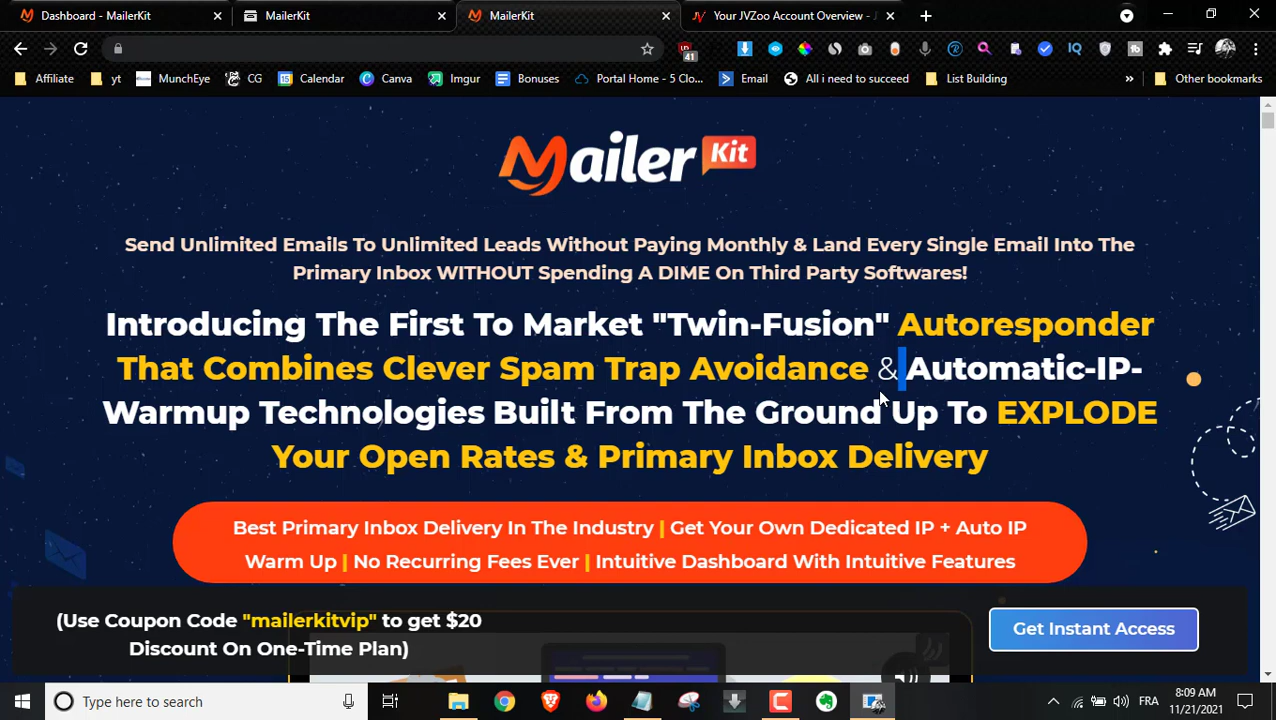 Dashboard - MailerKit
MailerKit
MailerKit
Your JVZoo Account Overview -
41
Affiliate
yt
MunchEye
CG
Calendar
Canva
Imgur
Bonuses
Portal Home - 5 Clo...
Email
All i need to succeed
List Building
»
Other bookmarks
Mailer Kit
Send Unlimited Emails To Unlimited Leads Without Paying Monthly & Land Every Single Email Into The
Primary Inbox WITHOUT Spending A DIME On Third Party Softwares!
Introducing The First To Market "Twin-Fusion" Autoresponder
That Combines Clever Spam Trap Avoidance & Automatic-IP-
Warmup Technologies Built From The Ground Up To EXPLODE
Your Open Rates & Primary Inbox Delivery
Best Primary Inbox Delivery In The Industry | Get Your Own Dedicated IP + Auto IP
Warm Up | No Recurring Fees Ever | Intuitive Dashboard With Intuitive Features
(Use Coupon Code "mailerkitvip" to get $20
Discount On One-Time Plan)
Get Instant Access
Type here to search
FRA
8:09 AM
11/21/2021